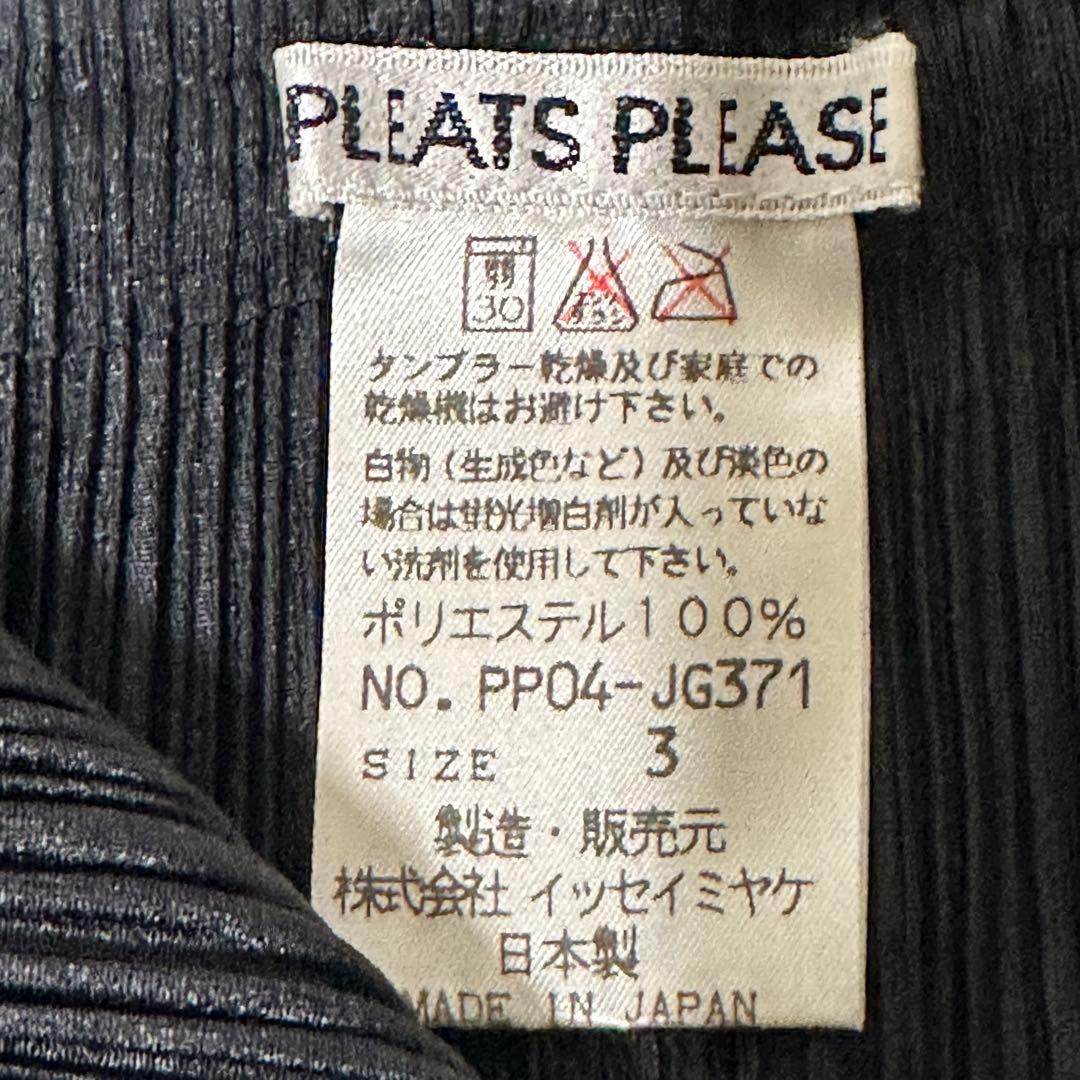 PLEATS PLEASE
弱
30
タンブラー乾燥及び家庭での
乾燥機はお避け下さい。
白物(生成色など)及び淡色の
場合は蛍光増白剤が入っていな
い洗剤を使用して下さい。
ポリエステル100%
NO. PP04-JG371
SIZE 3
製造・販売元
株式会社 イッセイミヤケ
日本製
MADE IN JAPAN